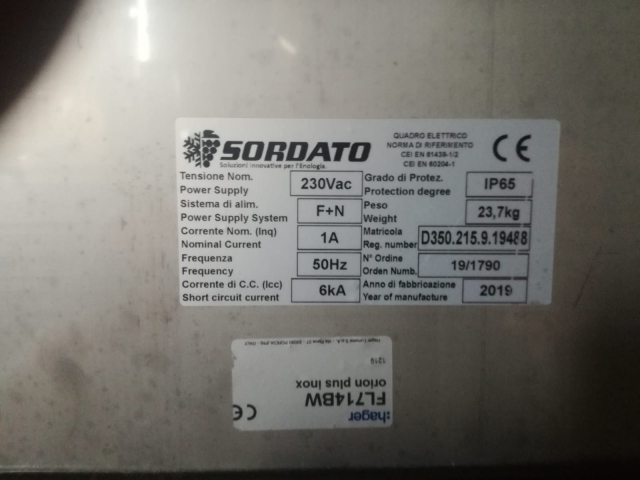 SORDATO
Soluzioni innovative per l'Enologia.
QUADRO ELETTRICO
NORMA DI RIFERIMENTO
CEI EN 61439-1/2
CEI EN 60204-1
CE
Tensione Nom.
Power Supply
230Vac
Grado di Protez.
Protection degree
IP65
Sistema di alim.
Power Supply System
F+N
Peso
Weight
23,7kg
Corrente Nom. (Inq)
Nominal Current
1A
Matricola
Reg. number
D350.215.9.19488
Frequenza
Frequency
50Hz
N° Ordine
Orden Numb.
19/1790
Corrente di C.C. (Icc)
Short circuit current
6kA
Anno di fabbricazione
Year of manufacture
2019
:hager
FL714BW
orion plus inox
1219
CE